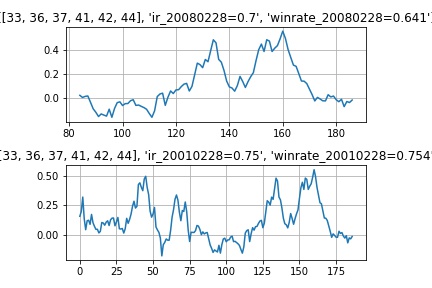 [33, 36, 37, 41, 42, 44], 'ir_20080228=0.7', 'winrate_20080228=0.641'
0.4
0.2
0.0
80 100 120 140 160 180
[33, 36, 37, 41, 42, 44], 'ir_20010228=0.75', 'winrate_20010228=0.754'
0.50
0.25
0.00
0 25 50 75 100 125 150 175